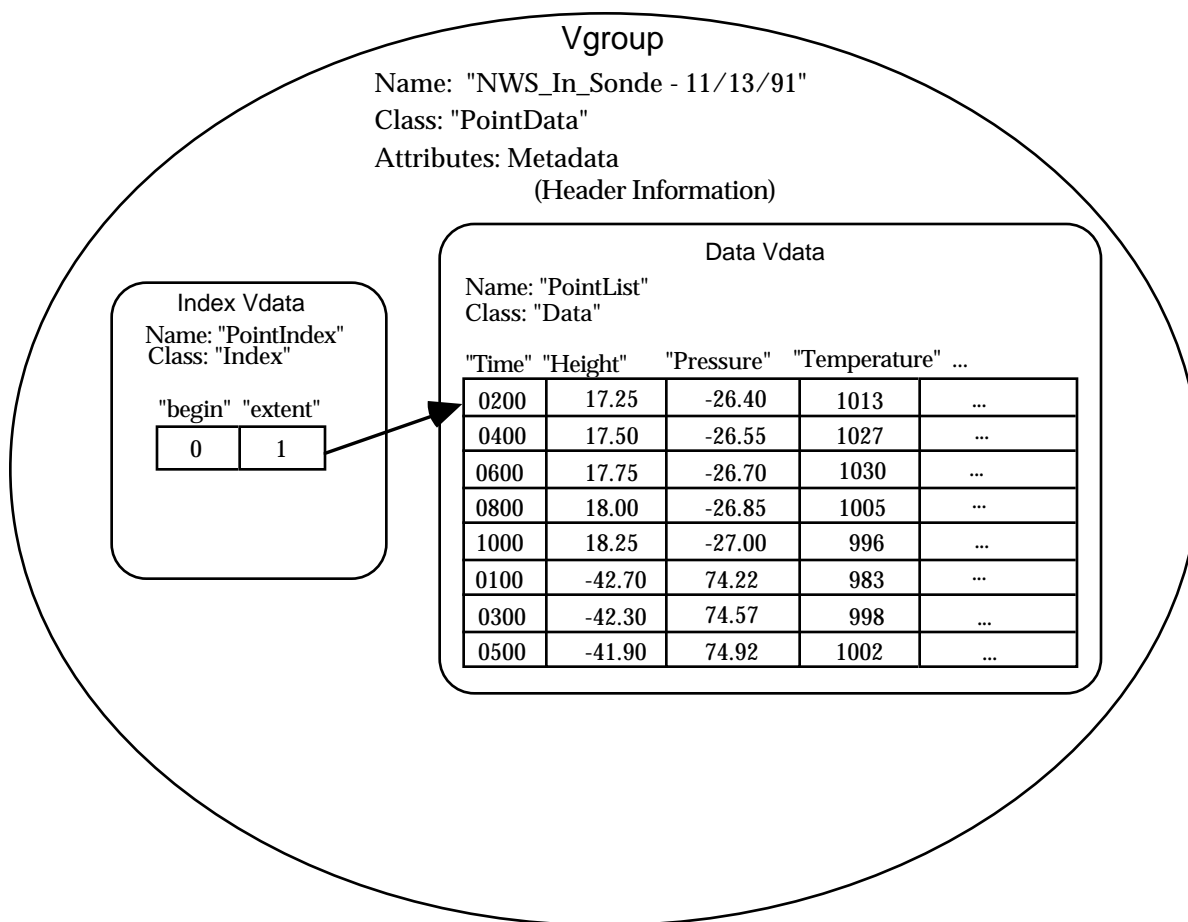 Vgroup
Name: "NWS_In_Sonde - 11/13/91"
Class: "PointData"
Attributes: Metadata
(Header Information)
Index Vdata
Name: "PointIndex"
Class: "Index"
"begin" "extent"
0 1
Data Vdata
Name: "PointList"
Class: "Data"
"Time" "Height" "Pressure" "Temperature" ...
0200 17.25 -26.40 1013 ...
0400 17.50 -26.55 1027 ...
0600 17.75 -26.70 1030 ...
0800 18.00 -26.85 1005 ...
1000 18.25 -27.00 996 ...
0100 -42.70 74.22 983 ...
0300 -42.30 74.57 998 ...
0500 -41.90 74.92 1002 ...